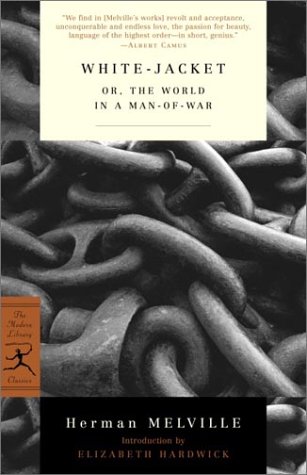 "We find in [Melville's works] revolt and acceptance,
unconquerable and endless love, the passion for beauty,
language of the highest order—in short, genius."
—ALBERT CAMUS
WHITE-JACKET
OR, THE WORLD
IN A MAN-OF-WAR
The Modern Library
Classics
Herman MELVILLE
Introduction by
ELIZABETH HARDWICK